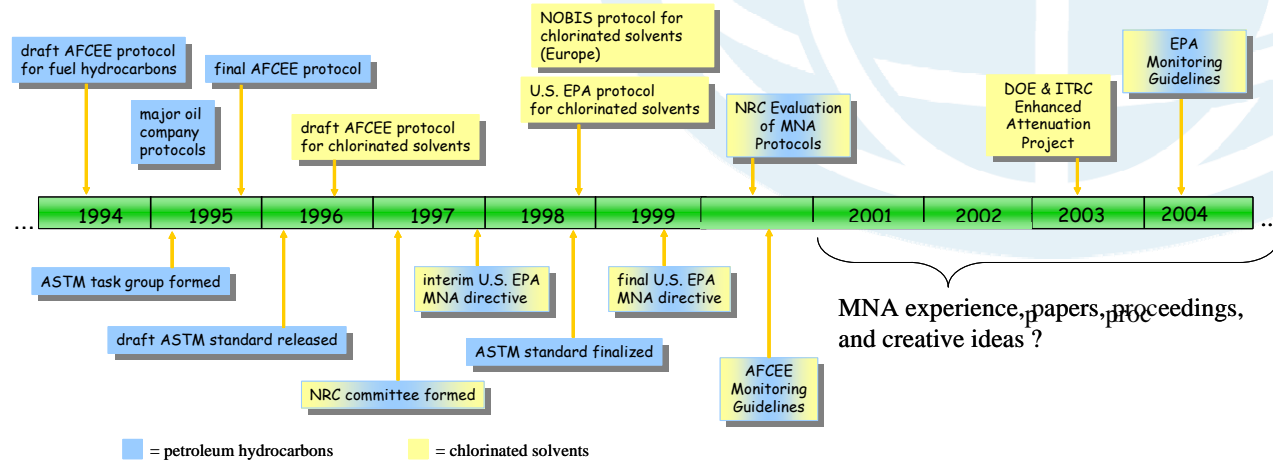 NOBIS protocol for
chlorinated solvents
(Europe)
draft AFCEE protocol
for fuel hydrocarbons
final AFCEE protocol
EPA
Monitoring
Guidelines
major oil
company
protocols
draft AFCEE protocol
for chlorinated solvents
U.S. EPA protocol
for chlorinated solvents
NRC Evaluation
of MNA
Protocols
DOE & ITRC
Enhanced
Attenuation
Project
... 1994 1995 1996 1997 1998 1999 2001 2002 2003 2004 ...
ASTM task group formed
interim U.S. EPA
MNA directive
final U.S. EPA
MNA directive
draft ASTM standard released
ASTM standard finalized
NRC committee formed
AFCEE
Monitoring
Guidelines
MNA experience, papers, proceedings,
and creative ideas ?
= petroleum hydrocarbons
= chlorinated solvents